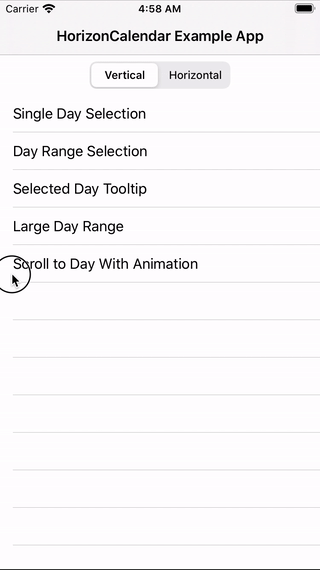 Carrier 4:58 AM
HorizonCalendar Example App
Vertical Horizontal
Single Day Selection
Day Range Selection
Selected Day Tooltip
Large Day Range
Scroll to Day With Animation